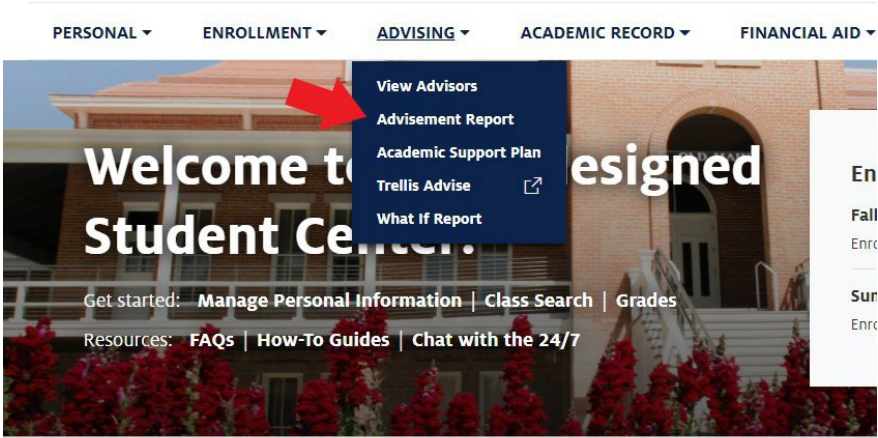 PERSONAL ENROLLMENT ADVISING ACADEMIC RECORD FINANCIAL AID
View Advisors
Advisement Report
Academic Support Plan
Trellis Advise
What If Report
Welcome esigned
Student
Get started: Manage Personal Information | Class Search | Grades
Resources: FAQs | How-To Guides | Chat with the 24/7
OLD MAIN
En
Fall
Enro
Sum
Enro